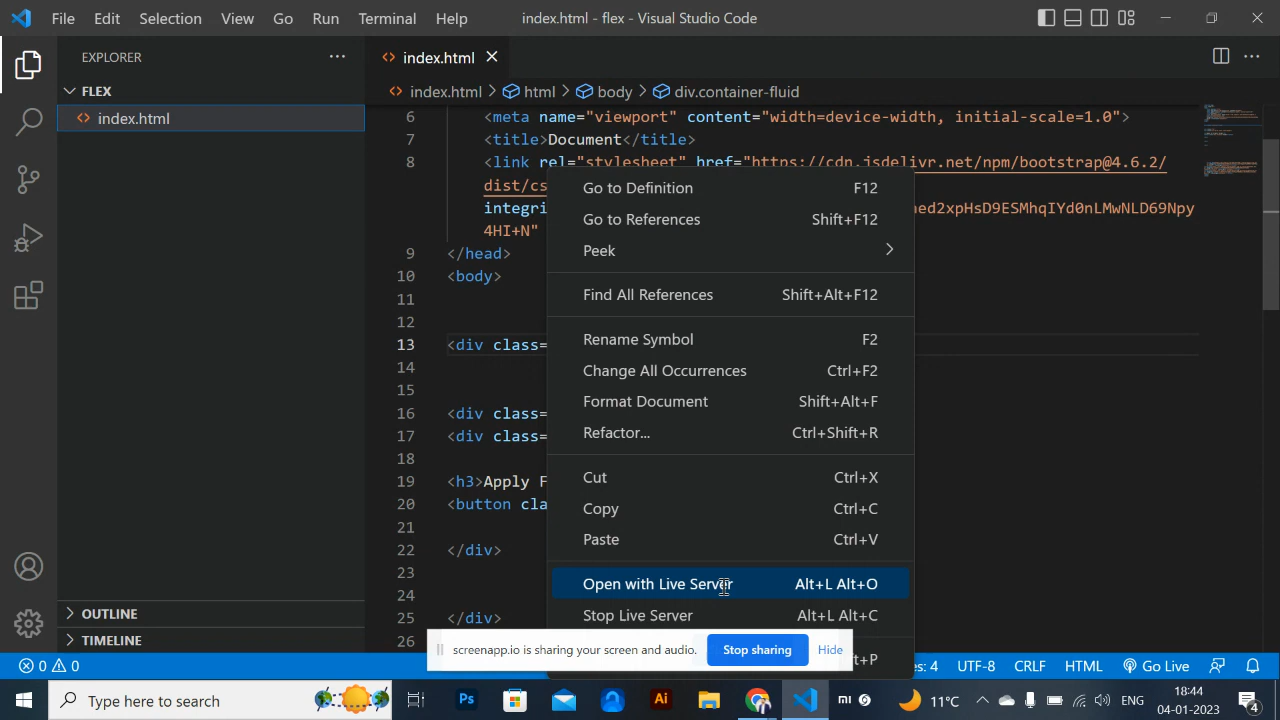 File Edit Selection View Go Run Terminal Help index.html - flex - Visual Studio Code
EXPLORER
FLEX
index.html
OUTLINE
TIMELINE
index.html
index.html > html > body > div.container-fluid
6 <meta name="viewport" content="width=device-width, initial-scale=1.0">
7 <title>Document</title>
8 <link rel="stylesheet" href="https://cdn.jsdelivr.net/npm/bootstrap@4.6.2/
dist/cs
integri ned2xpHsD9ESMhqIYd0nLMwNLD69Npy
4HI+N"
9 </head>
10 <body>
11
12
13 <div class=
14
15
16 <div class=
17 <div class=
18
19 <h3>Apply F
20 <button cla
21
22 </div>
23
24
25 </div>
26
Go to Definition F12
Go to References Shift+F12
Peek
Find All References Shift+Alt+F12
Rename Symbol F2
Change All Occurrences Ctrl+F2
Format Document Shift+Alt+F
Refactor... Ctrl+Shift+R
Cut Ctrl+X
Copy Ctrl+C
Paste Ctrl+V
Open with Live Server Alt+L Alt+O
Stop Live Server Alt+L Alt+C
screenapp.io is sharing your screen and audio. Stop sharing Hide
0 0 es: 4 UTF-8 CRLF HTML Go Live
Type here to search Ps Ai mi 11°C ENG 18:44
04-01-2023 4